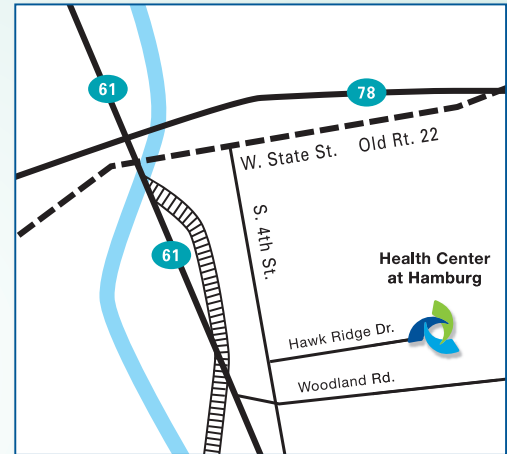 61
78
W. State St. Old Rt. 22
S. 4th St.
61
Health Center
at Hamburg
Hawk Ridge Dr.
Woodland Rd.